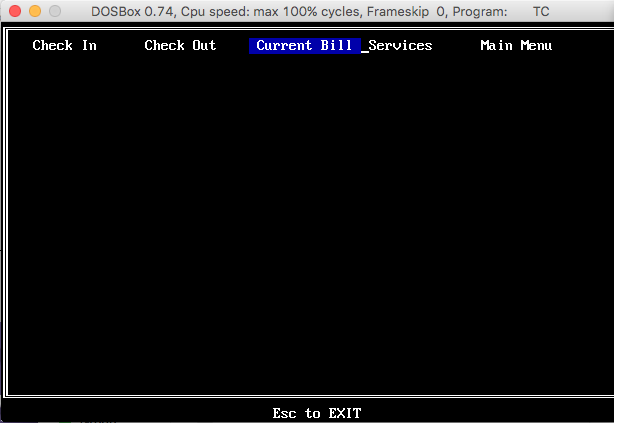 DOSBox 0.74, Cpu speed: max 100% cycles, Frameskip 0, Program: TC
Check In Check Out Current Bill _Services Main Menu
Esc to EXIT